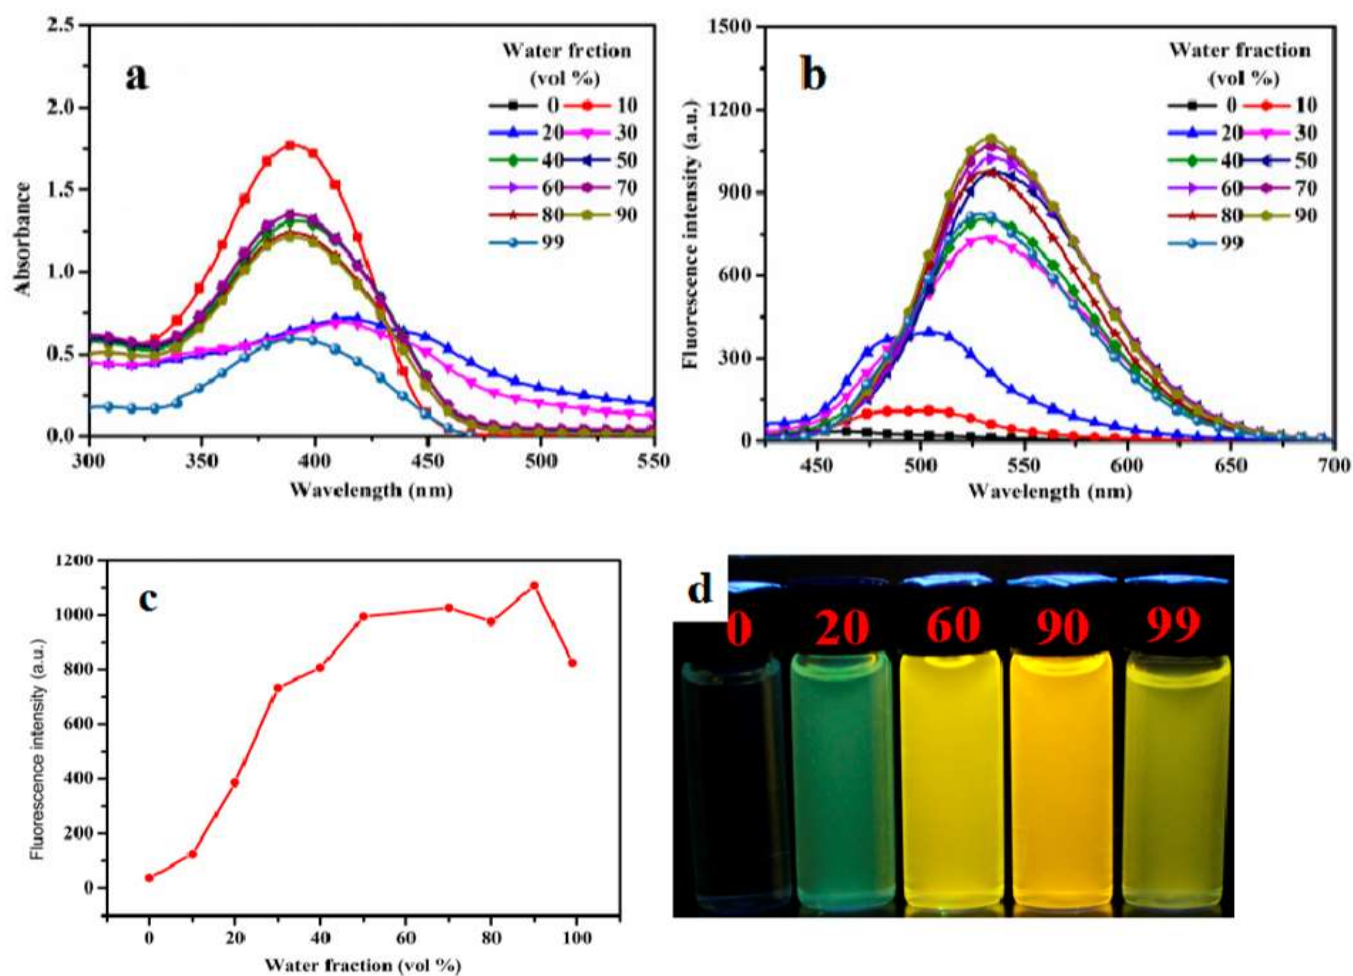 a
Water frction
(vol %)
0 10
20 30
40 50
60 70
80 90
99
Absorbance
2.5
2.0
1.5
1.0
0.5
0.0
300 350 400 450 500 550
Wavelength (nm)
b
Water fraction
(vol %)
0 10
20 30
40 50
60 70
80 90
99
Fluorescence intensity (a.u.)
1500
1200
900
600
300
0
450 500 550 600 650 700
Wavelength (nm)
c
Fluorescence intensity (a.u.)
1200
1000
800
600
400
200
0
0 20 40 60 80 100
Water fraction (vol %)
d
0 20 60 90 99